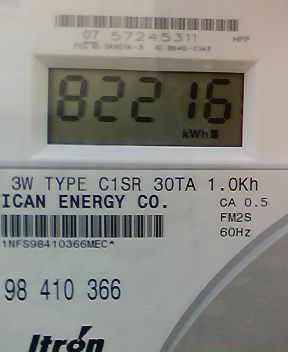 07 57245311
HPP
82216
kWh
3W TYPE C1SR 30TA 1.0Kh
ICAN ENERGY CO.
CA 0.5
FM2S
60Hz
1NFS98410366MEC*
98 410 366
Itron